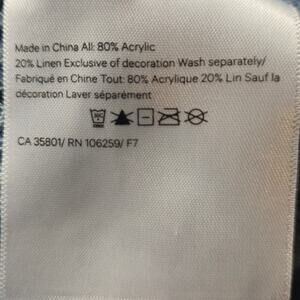 Made in China All: 80% Acrylic
20% Linen Exclusive of decoration Wash separately/
Fabriqué en Chine Tout: 80% Acrylique 20% Lin Sauf la
décoration Laver séparément
CA 35801/ RN 106259/ F7